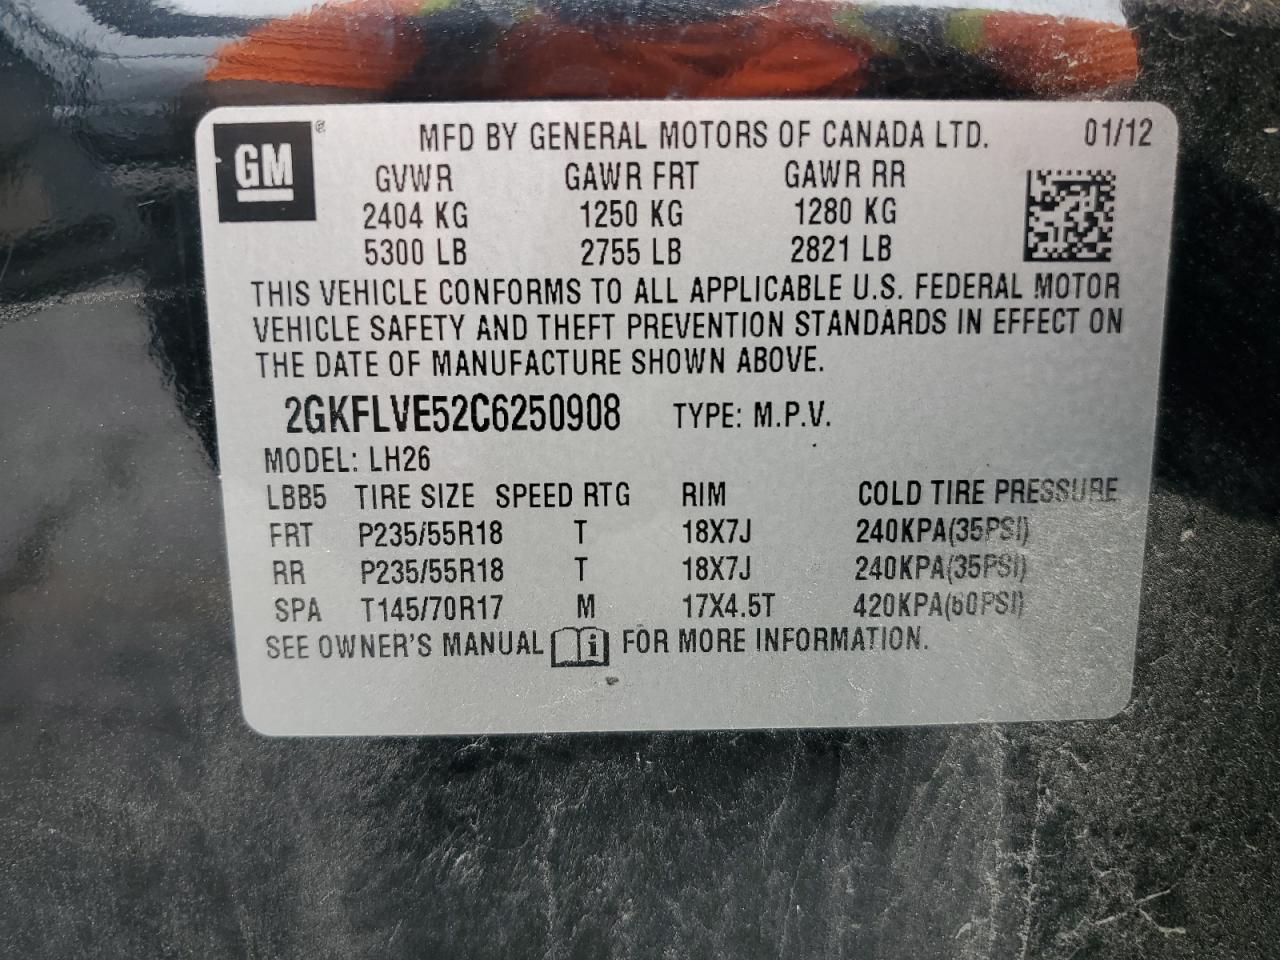 GM ® MFD BY GENERAL MOTORS OF CANADA LTD. 01/12
GVWR GAWR FRT GAWR RR
2404 KG 1250 KG 1280 KG
5300 LB 2755 LB 2821 LB
THIS VEHICLE CONFORMS TO ALL APPLICABLE U.S. FEDERAL MOTOR
VEHICLE SAFETY AND THEFT PREVENTION STANDARDS IN EFFECT ON
THE DATE OF MANUFACTURE SHOWN ABOVE.
2GKFLVE52C6250908 TYPE: M.P.V.
MODEL: LH26
LBB5 TIRE SIZE SPEED RTG RIM COLD TIRE PRESSURE
FRT P235/55R18 T 18X7J 240KPA(35PSI)
RR P235/55R18 T 18X7J 240KPA(35PSI)
SPA T145/70R17 M 17X4.5T 420KPA(60PSI)
SEE OWNER'S MANUAL i FOR MORE INFORMATION.